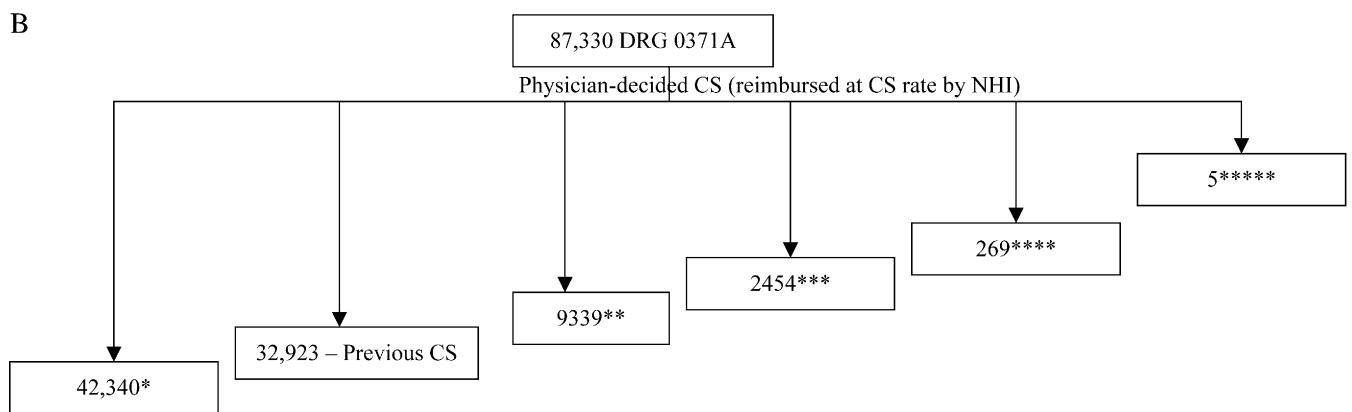 B
87,330 DRG 0371A
Physician-decided CS (reimbursed at CS rate by NHI)
5*****
269****
2454***
9339**
32,923 – Previous CS
42,340*